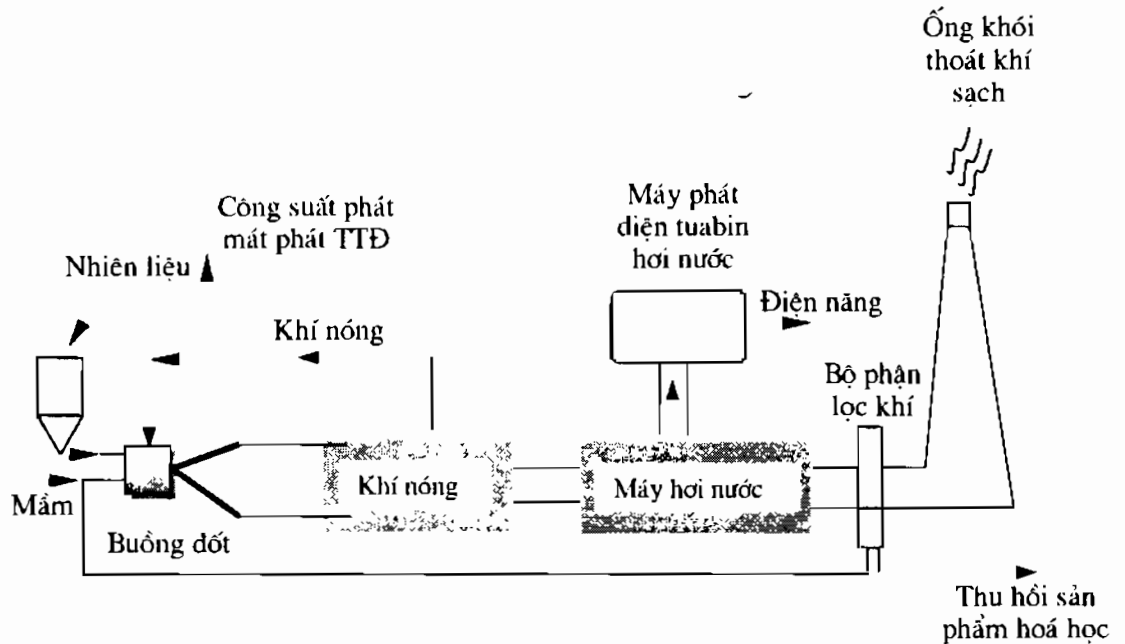 Ống khói
thoát khí
sạch
Công suất phát
mát phát TTĐ
Máy phát
diện tuabin
hơi nước
Nhiên liệu
Điện năng
Khí nóng
Bộ phận
lọc khí
Khí nóng
Máy hơi nước
Mầm
Buồng đốt
Thu hồi sản
phẩm hoá học